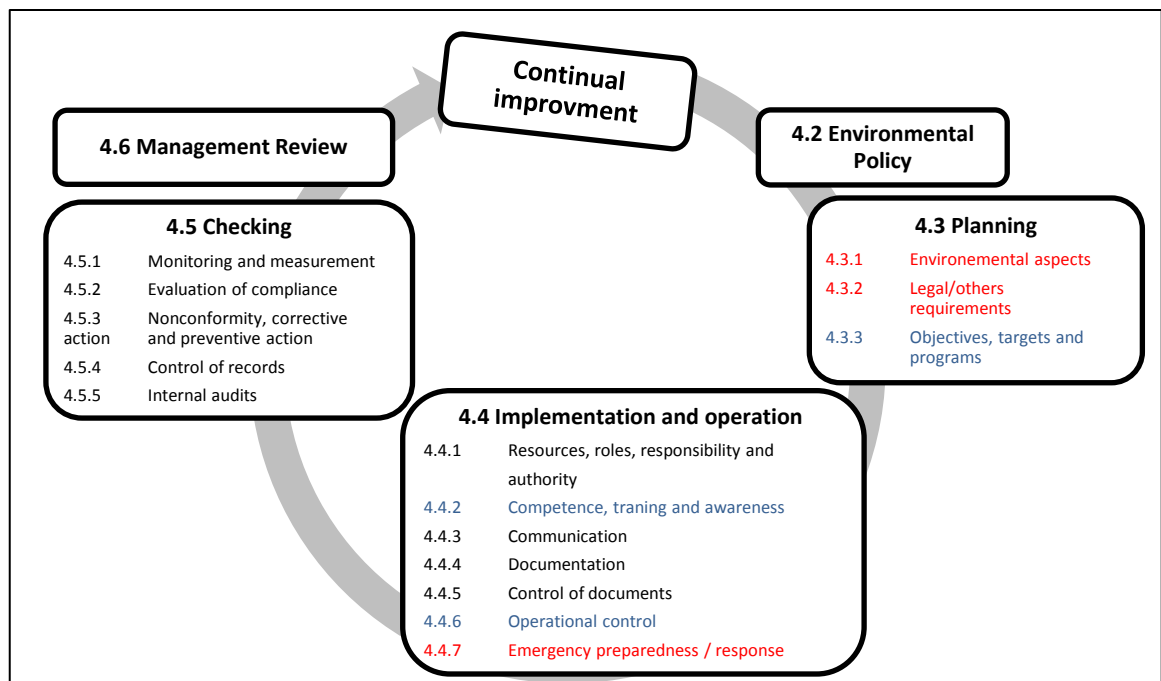 Continual
improvment
4.2 Environmental
Policy
4.3 Planning
4.3.1 Environemental aspects
4.3.2 Legal/others
requirements
4.3.3 Objectives, targets and
programs
4.4 Implementation and operation
4.4.1 Resources, roles, responsibility and
authority
4.4.2 Competence, traning and awareness
4.4.3 Communication
4.4.4 Documentation
4.4.5 Control of documents
4.4.6 Operational control
4.4.7 Emergency preparedness / response
4.6 Management Review
4.5 Checking
4.5.1 Monitoring and measurement
4.5.2 Evaluation of compliance
4.5.3 Nonconformity, corrective
action and preventive action
4.5.4 Control of records
4.5.5 Internal audits